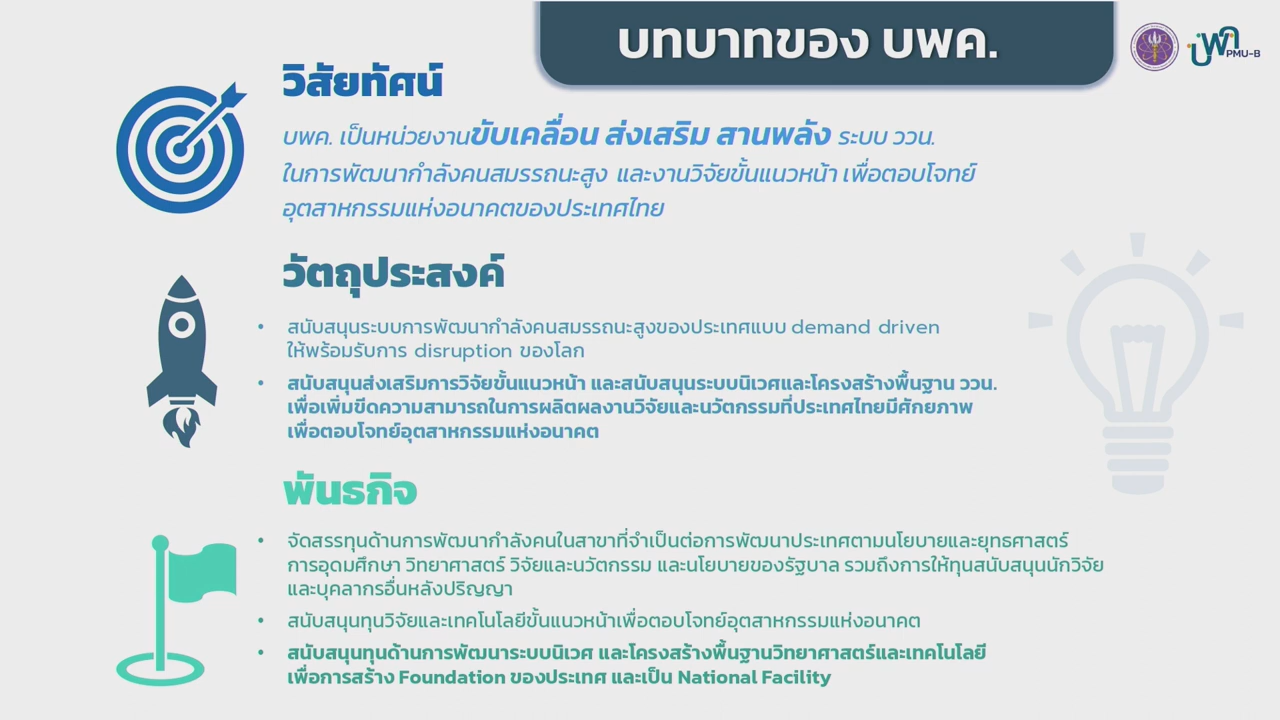 บทบาทของ บพค.
บพค
PMU-B
วิสัยทัศน์
บพค. เป็นหน่วยงานขับเคลื่อน ส่งเสริม สานพลัง ระบบ ววน.
ในการพัฒนากำลังคนสมรรถนะสูง และงานวิจัยขั้นแนวหน้า เพื่อตอบโจทย์
อุตสาหกรรมแห่งอนาคตของประเทศไทย
วัตถุประสงค์
• สนับสนุนระบบการพัฒนากำลังคนสมรรถนะสูงของประเทศแบบ demand driven
ให้พร้อมรับการ disruption ของโลก
• สนับสนุนส่งเสริมการวิจัยขั้นแนวหน้า และสนับสนุนระบบนิเวศและโครงสร้างพื้นฐาน ววน.
เพื่อเพิ่มขีดความสามารถในการผลิตผลงานวิจัยและนวัตกรรมที่ประเทศไทยมีศักยภาพ
เพื่อตอบโจทย์อุตสาหกรรมแห่งอนาคต
พันธกิจ
• จัดสรรทุนด้านการพัฒนากำลังคนในสาขาที่จำเป็นต่อการพัฒนาประเทศตามนโยบายและยุทธศาสตร์
การอุดมศึกษา วิทยาศาสตร์ วิจัยและนวัตกรรม และนโยบายของรัฐบาล รวมถึงการให้ทุนสนับสนุนนักวิจัย
และบุคลากรอื่นหลังปริญญา
• สนับสนุนทุนวิจัยและเทคโนโลยีขั้นแนวหน้าเพื่อตอบโจทย์อุตสาหกรรมแห่งอนาคต
• สนับสนุนทุนด้านการพัฒนาระบบนิเวศ และโครงสร้างพื้นฐานวิทยาศาสตร์และเทคโนโลยี
เพื่อการสร้าง Foundation ของประเทศ และเป็น National Facility